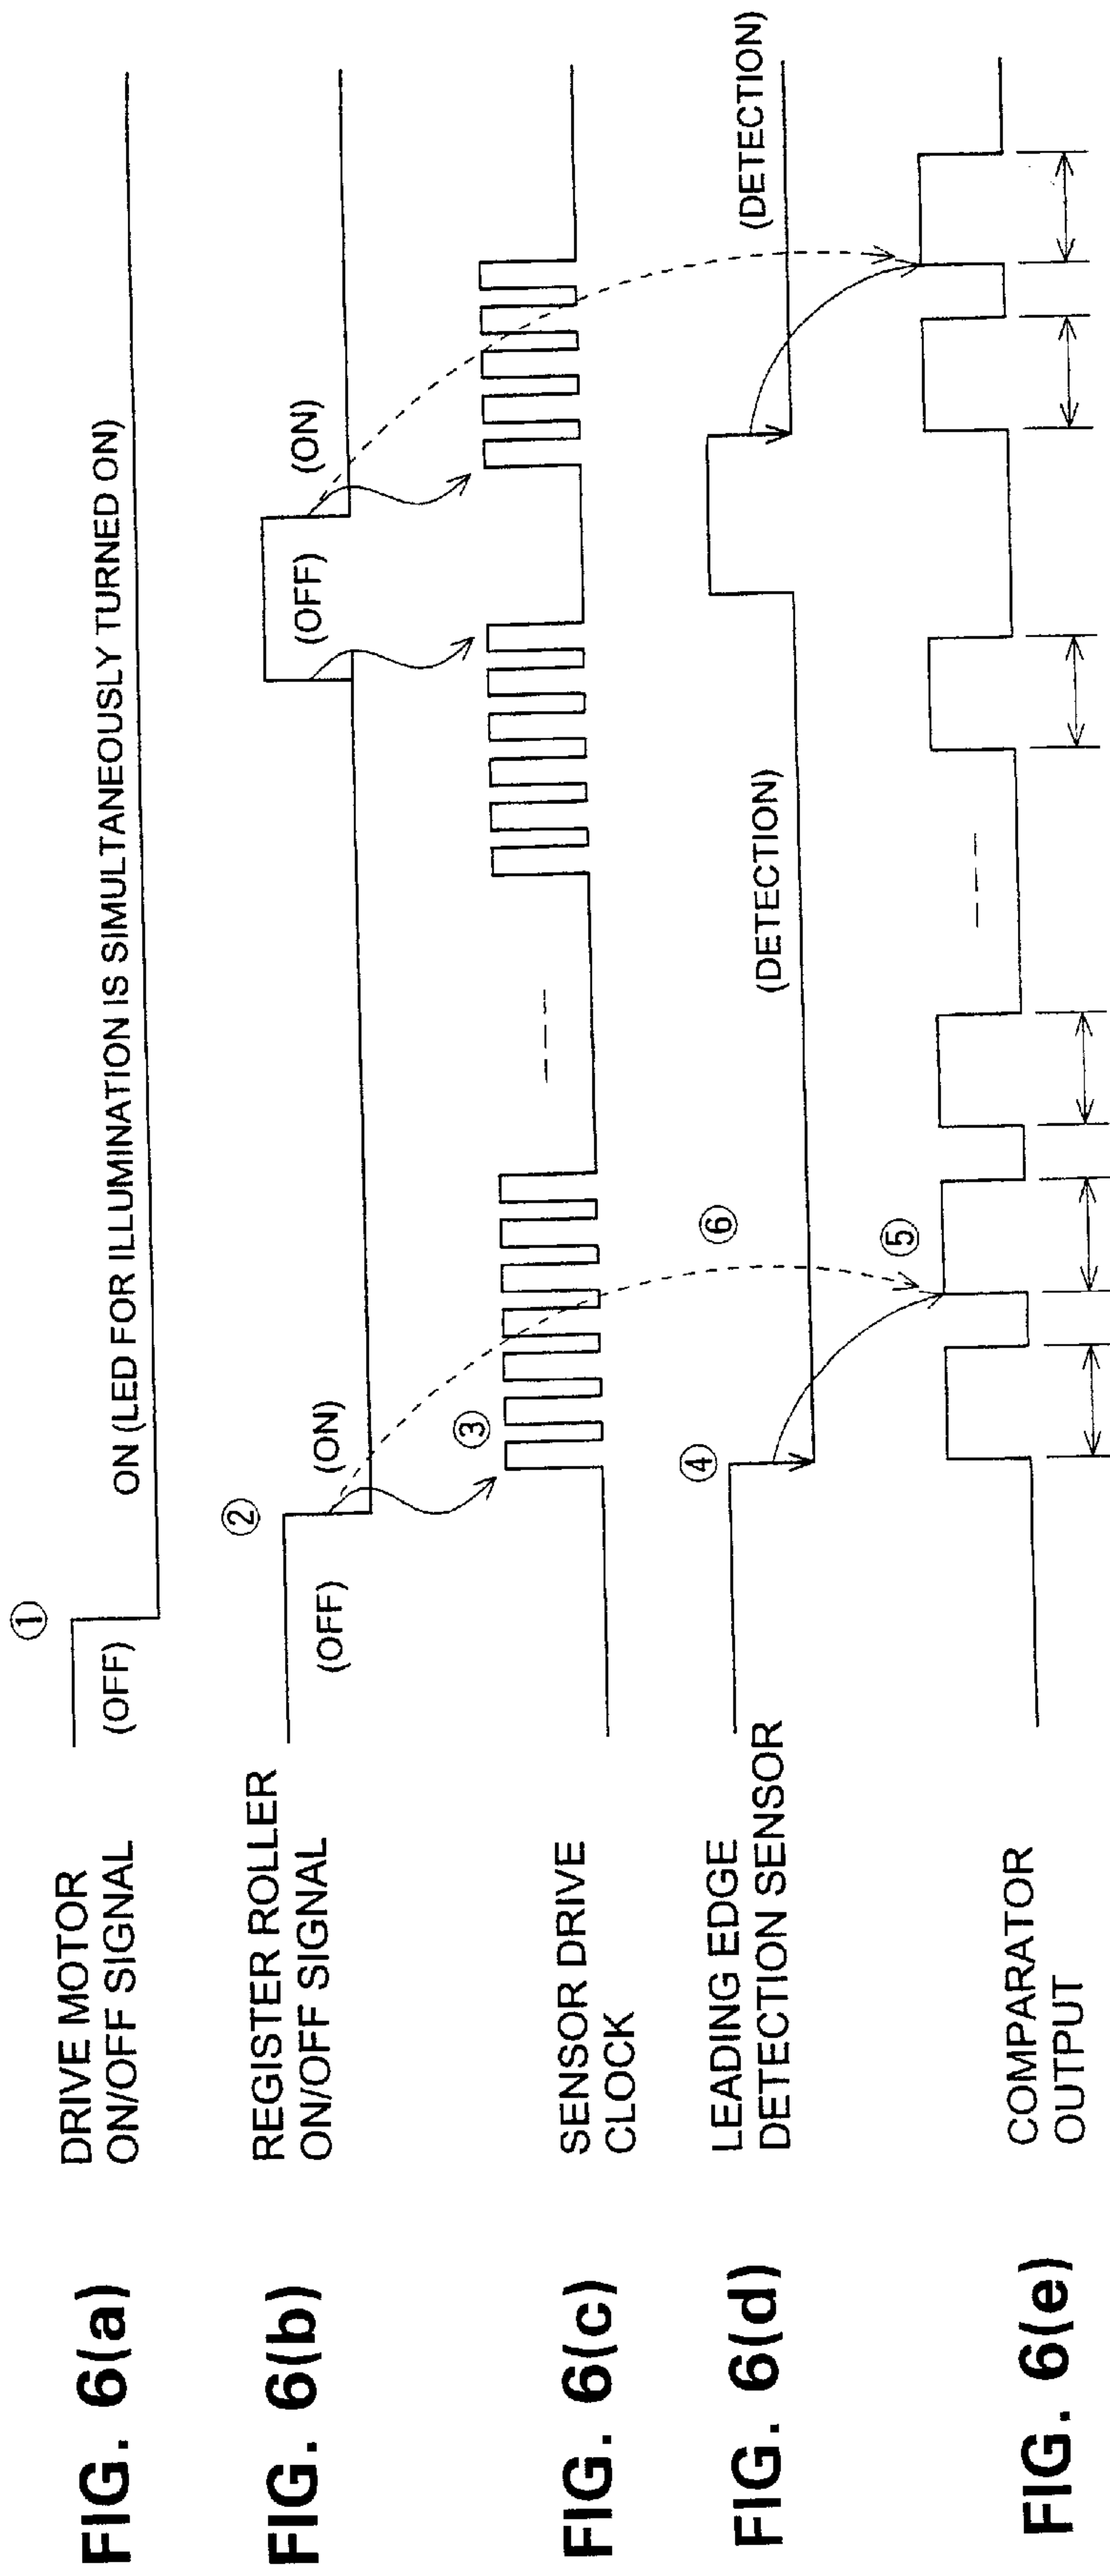 FIG. 6(a)
DRIVE MOTOR
ON/OFF SIGNAL
①
(OFF)
ON (LED FOR ILLUMINATION IS SIMULTANEOUSLY TURNED ON)
FIG. 6(b)
REGISTER ROLLER
ON/OFF SIGNAL
②
(OFF)
(ON)
(OFF)
(ON)
FIG. 6(c)
SENSOR DRIVE
CLOCK
③
FIG. 6(d)
LEADING EDGE
DETECTION SENSOR
④
⑥
(DETECTION)
(DETECTION)
FIG. 6(e)
COMPARATOR
OUTPUT
⑤